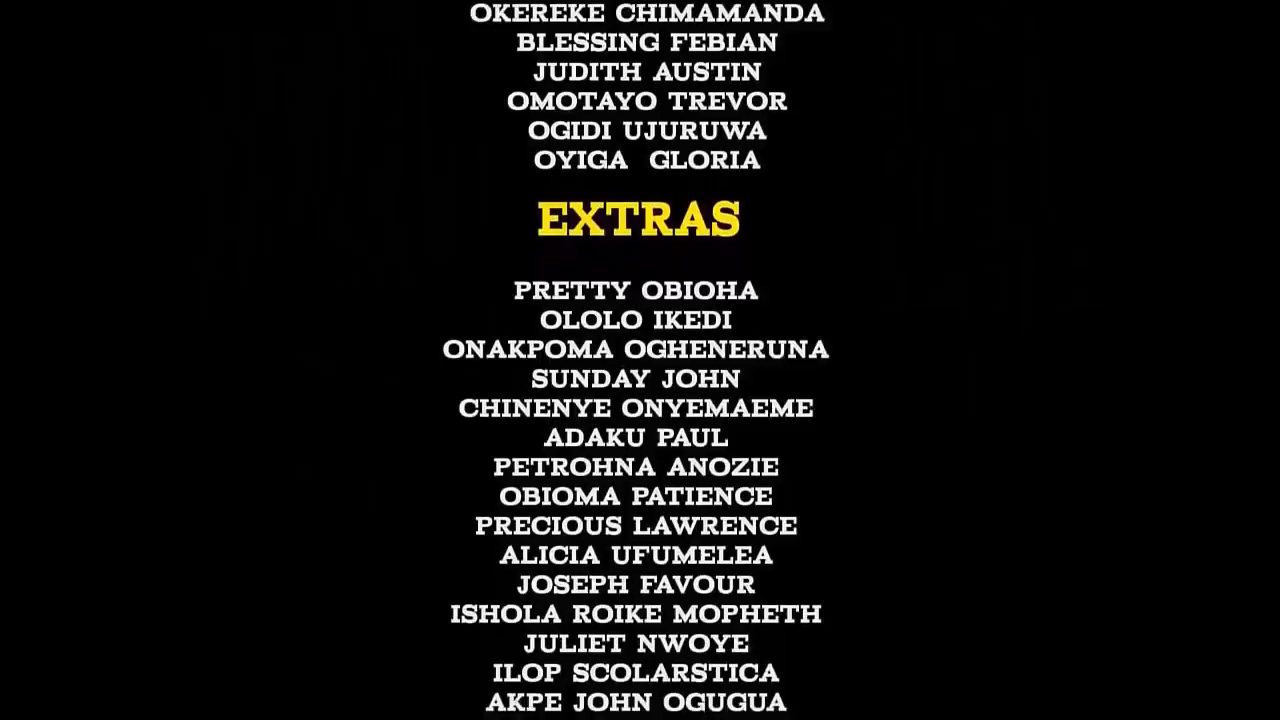 OKEREKE CHIMAMANDA
BLESSING FEBIAN
JUDITH AUSTIN
OMOTAYO TREVOR
OGIDI UJURUWA
OYIGA  GLORIA
EXTRAS
PRETTY OBIOHA
OLOLO IKEDI
ONAKPOMA OGHENERUNA
SUNDAY JOHN
CHINENYE ONYEMAEME
ADAKU PAUL
PETROHNA ANOZIE
OBIOMA PATIENCE
PRECIOUS LAWRENCE
ALICIA UFUMELEA
JOSEPH FAVOUR
ISHOLA ROIKE MOPHETH
JULIET NWOYE
ILOP SCOLARSTICA
AKPE JOHN OGUGUA